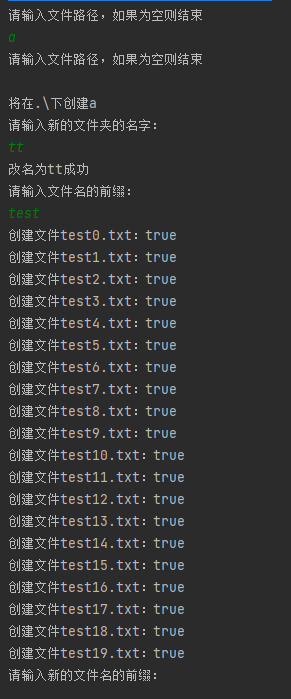 请输入文件路径，如果为空则结束
a
请输入文件路径，如果为空则结束
将在.\下创建a
请输入新的文件夹的名字：
tt
改名为tt成功
请输入文件名的前缀：
test
创建文件test0.txt：true
创建文件test1.txt：true
创建文件test2.txt：true
创建文件test3.txt：true
创建文件test4.txt：true
创建文件test5.txt：true
创建文件test6.txt：true
创建文件test7.txt：true
创建文件test8.txt：true
创建文件test9.txt：true
创建文件test10.txt：true
创建文件test11.txt：true
创建文件test12.txt：true
创建文件test13.txt：true
创建文件test14.txt：true
创建文件test15.txt：true
创建文件test16.txt：true
创建文件test17.txt：true
创建文件test18.txt：true
创建文件test19.txt：true
请输入新的文件名的前缀：